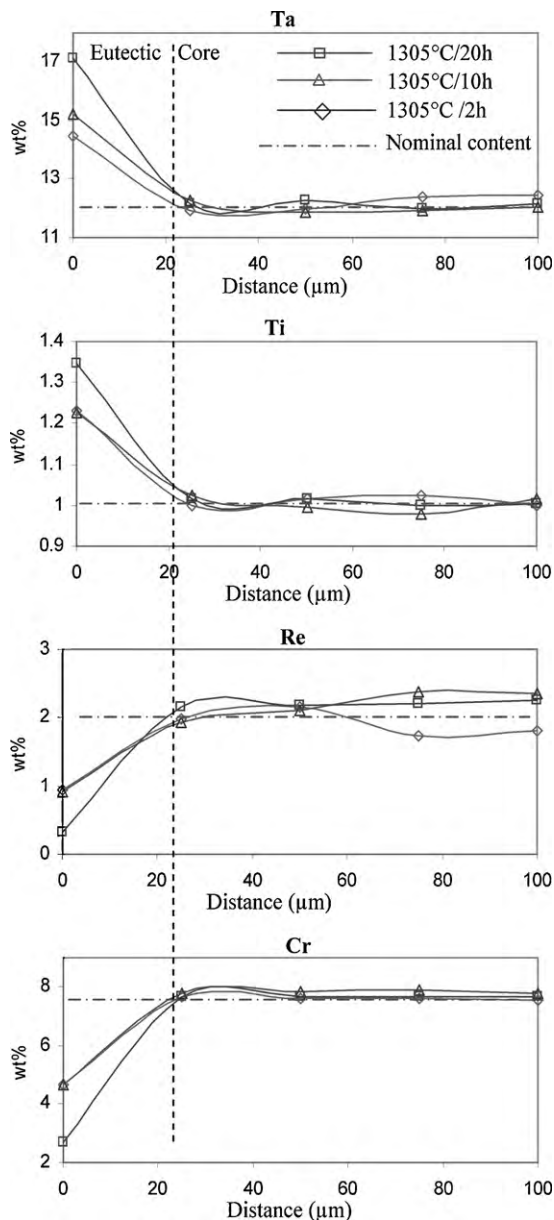 Ta
17
15
13
11
wt%
Eutectic Core
1305°C/20h
1305°C/10h
1305°C /2h
Nominal content
0 20 40 60 80 100
Distance (µm)
Ti
1.4
1.3
1.2
1.1
1
0.9
wt%
0 20 40 60 80 100
Distance (µm)
Re
3
2
1
0
wt%
0 20 40 60 80 100
Distance (µm)
Cr
8
6
4
2
wt%
0 20 40 60 80 100
Distance (µm)